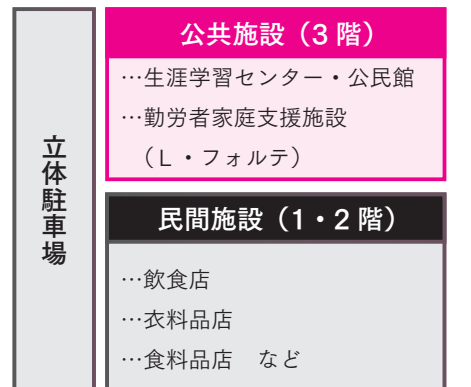 立体駐車場
公共施設（3 階）
…生涯学習センター・公民館
…勤労者家庭支援施設
（Ｌ・フォルテ）
民間施設（1・2 階）
…飲食店
…衣料品店
…食料品店　など